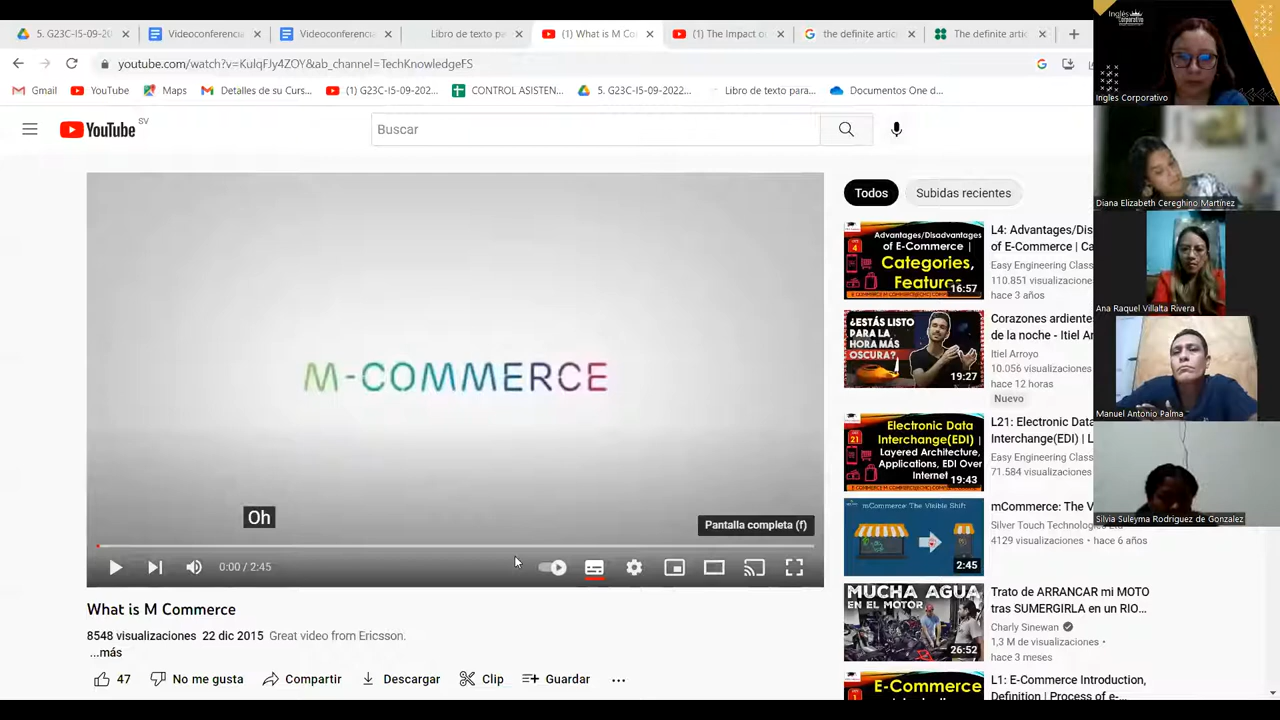 5. G23C-I5-09-20
Videoconferencia
Videoconferencia
Libro de texto pa
(1) What is M Co
(1) The Impact o
the definite artic
The definite artic
youtube.com/watch?v=KuIqFJy4ZOY&ab_channel=TechKnowledgeFS
Gmail
YouTube
Maps
Detalles de su Curs...
(1) G23C-I5-09-202...
CONTROL ASISTEN...
5. G23C-I5-09-2022...
Libro de texto para...
Documentos One d...
YouTube SV
Buscar
M-COMMERCE
Oh
Pantalla completa (f)
0:00 / 2:45
What is M Commerce
8548 visualizaciones 22 dic 2015 Great video from Ericsson.
...más
47
No me gusta
Compartir
Descargar
Clip
Guardar
Todos
Subidas recientes
Advantages/Disadvantages
of E-Commerce |
Categories,
Features
16:57
L4: Advantages/Dis
of E-Commerce | Ca
Easy Engineering Class
110.851 visualizacione
hace 3 años
¿ESTÁS LISTO
PARA LA
HORA MÁS
OSCURA?
19:27
Corazones ardiente
de la noche - Itiel Ar
Itiel Arroyo
10.056 visualizaciones
hace 12 horas
Nuevo
Electronic Data
Interchange(EDI) |
Layered Architecture,
Applications, EDI Over
Internet
19:43
L21: Electronic Dat
Interchange(EDI) | L
Easy Engineering Class
71.584 visualizaciones
mCommerce: The Visible Shift
2:45
mCommerce: The V
Silver Touch Technologies Ltd
4129 visualizaciones • hace 6 años
MUCHA AGUA
EN EL MOTOR
26:52
Trato de ARRANCAR mi MOTO
tras SUMERGIRLA en un RIO...
Charly Sinewan
1,3 M de visualizaciones •
hace 3 meses
E-Commerce
L1: E-Commerce Introduction,
Definition | Process of e-...
Inglés
Corporativo
Ingles Corporativo
Diana Elizabeth Cereghino Martinez
Ana Raquel Villalta Rivera
Manuel Antonio Palma
Silvia Suleyma Rodriguez de Gonzalez